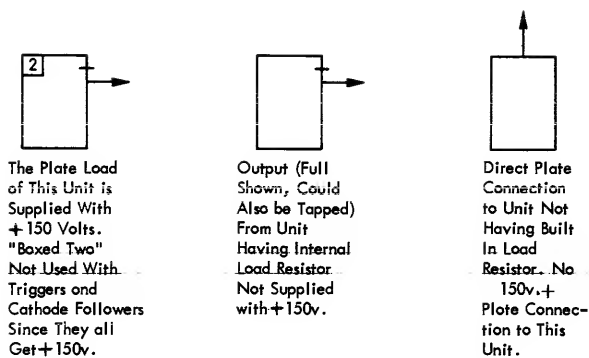 2
The Plate Load
of This Unit is
Supplied With
+150 Volts.
"Boxed Two"
Not Used With
Triggers ond
Cathode Followers
Since They all
Get+150v.
Output (Full
Shown, Could
Also be Tapped)
From Unit
Having Internal
Load Resistor
Not Supplied
with+150v.
Direct Plate
Connection
to Unit Not
Having Built
In Load
Resistor. No
150v.+
Plote Connec-
tion to This
Unit.